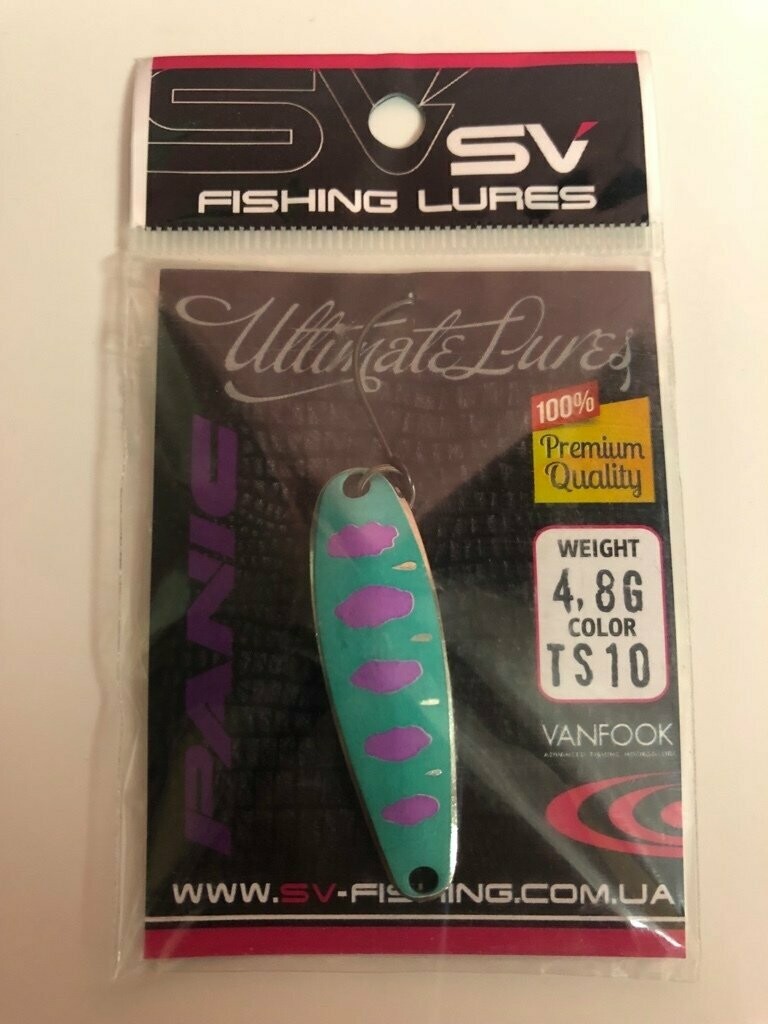 SV
SV
FISHING LURES
Ultimate Lures
100%
Premium
Quality
PANIC
WEIGHT
4,8G
COLOR
TS10
VANFOOK
WWW.SV-FISHING.COM.UA